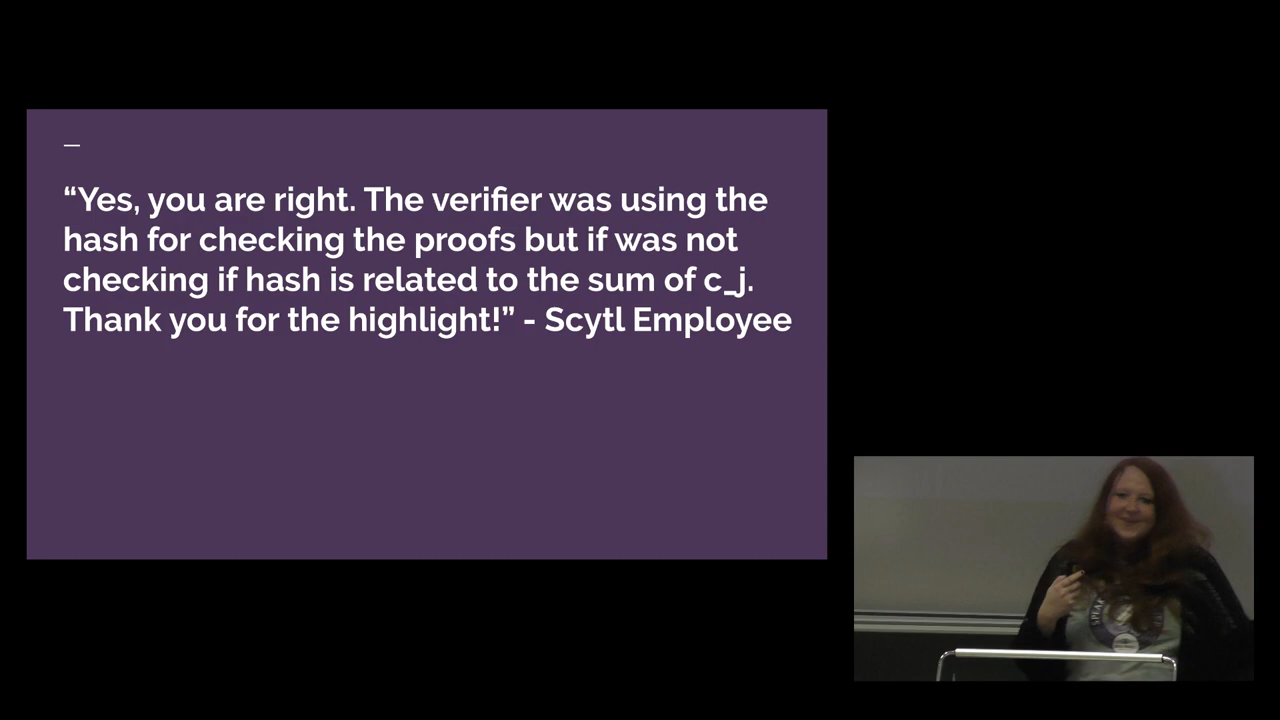 “Yes, you are right. The verifier was using the
hash for checking the proofs but if was not
checking if hash is related to the sum of c_j.
Thank you for the highlight!” - Scytl Employee
SPEAK